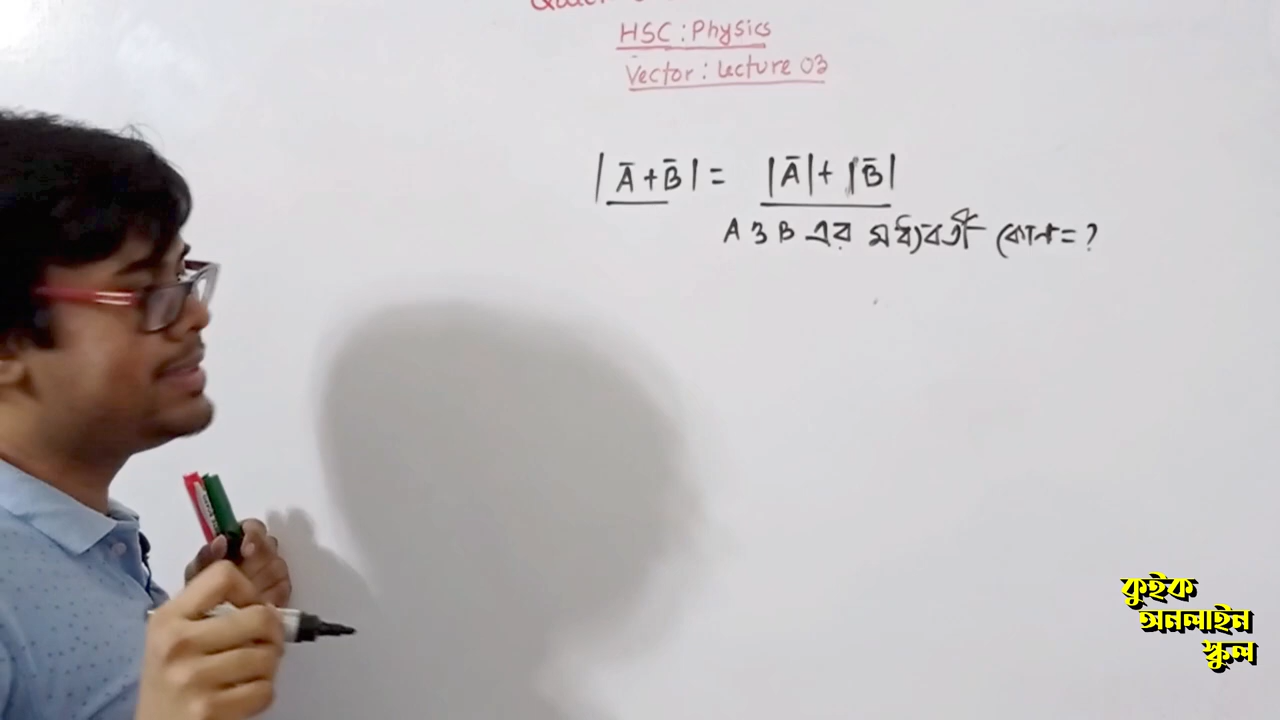 HSC : Physics
Vector : Lecture 03
|A̅ + B̅| = |A̅| + |B̅|
A ও B এর মধ্যবর্তী কোণ = ?
কুইক
অনলাইন
স্কুল